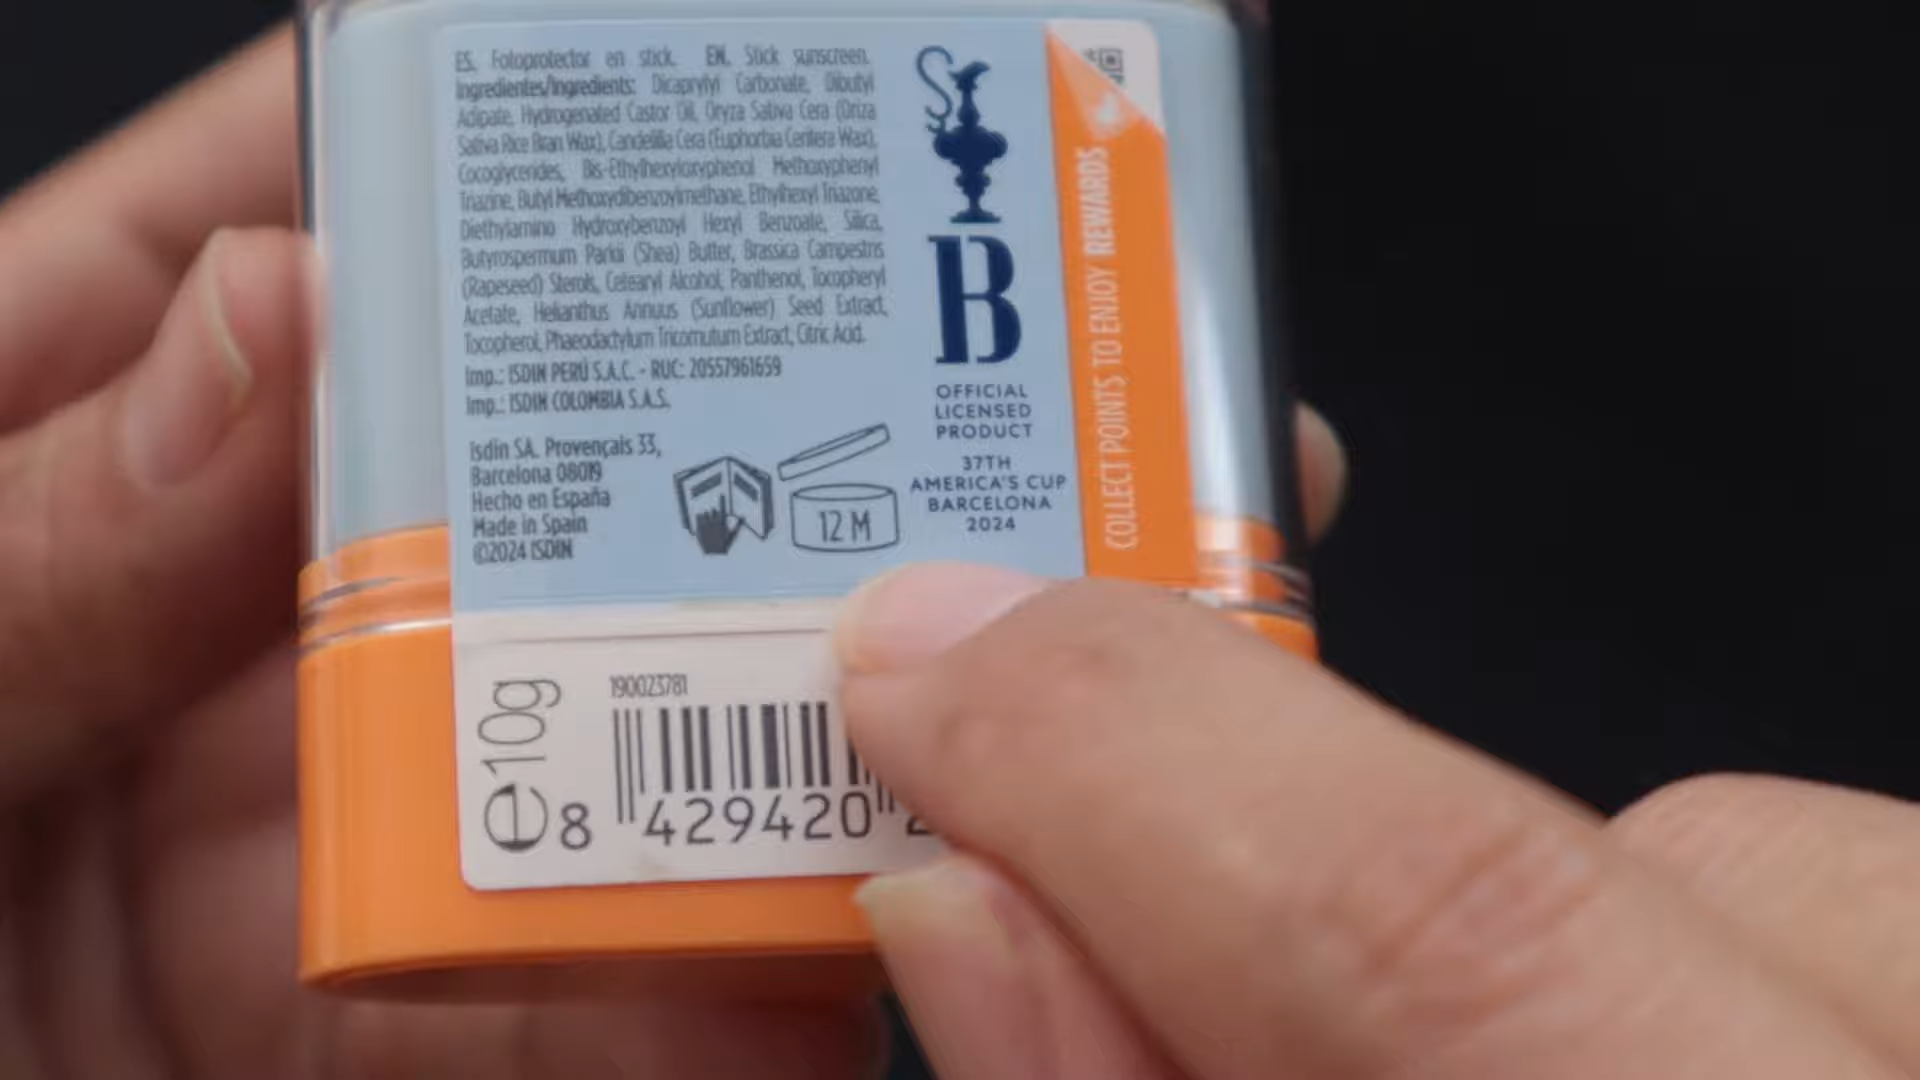 ES. Fotoprotector en stick. EN. Stick sunscreen.
Ingredientes/Ingredients: Dicaprylyl Carbonate, Dibutyl
Adipate, Hydrogenated Castor Oil, Oryza Sativa Cera (Oriza
Sativa Rice Bran Wax), Candelilla Cera (Euphorbia Cerifera Wax),
Cocoglycerides, Bis-Ethylhexyloxyphenol Methoxyphenyl
Triazine, Butyl Methoxydibenzoylmethane, Ethylhexyl Triazone,
Diethylamino Hydroxybenzoyl Hexyl Benzoate, Silica,
Butyrospermum Parkii (Shea) Butter, Brassica Campestris
(Rapeseed) Sterols, Cetearyl Alcohol, Panthenol, Tocopheryl
Acetate, Helianthus Annuus (Sunflower) Seed Extract,
Tocopherol, Phaeodactylum Tricornutum Extract, Citric Acid.
Imp.: ISDIN PERÚ S.A.C. - RUC: 20557961659
Imp.: ISDIN COLOMBIA S.A.S.
Isdin SA. Provençals 33,
Barcelona 08019
Hecho en España
Made in Spain
©2024 ISDIN
12 M
B
OFFICIAL
LICENSED
PRODUCT
37TH
AMERICA'S CUP
BARCELONA
2024
COLLECT POINTS TO ENJOY REWARDS
e10g
190023781
8 429420 2